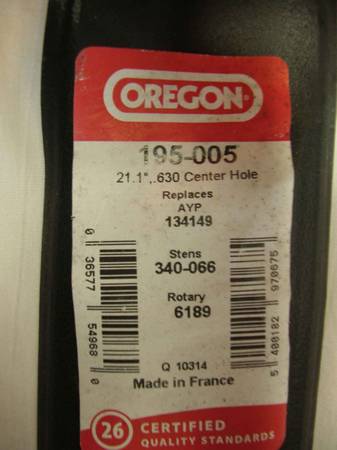 OREGON
195-005
21.1",.630 Center Hole
Replaces
AYP
134149
Stens
340-066
Rotary
6189
0 36577 54968 0
5 400182 970675
Q 10314
Made in France
26 CERTIFIED
QUALITY STANDARDS